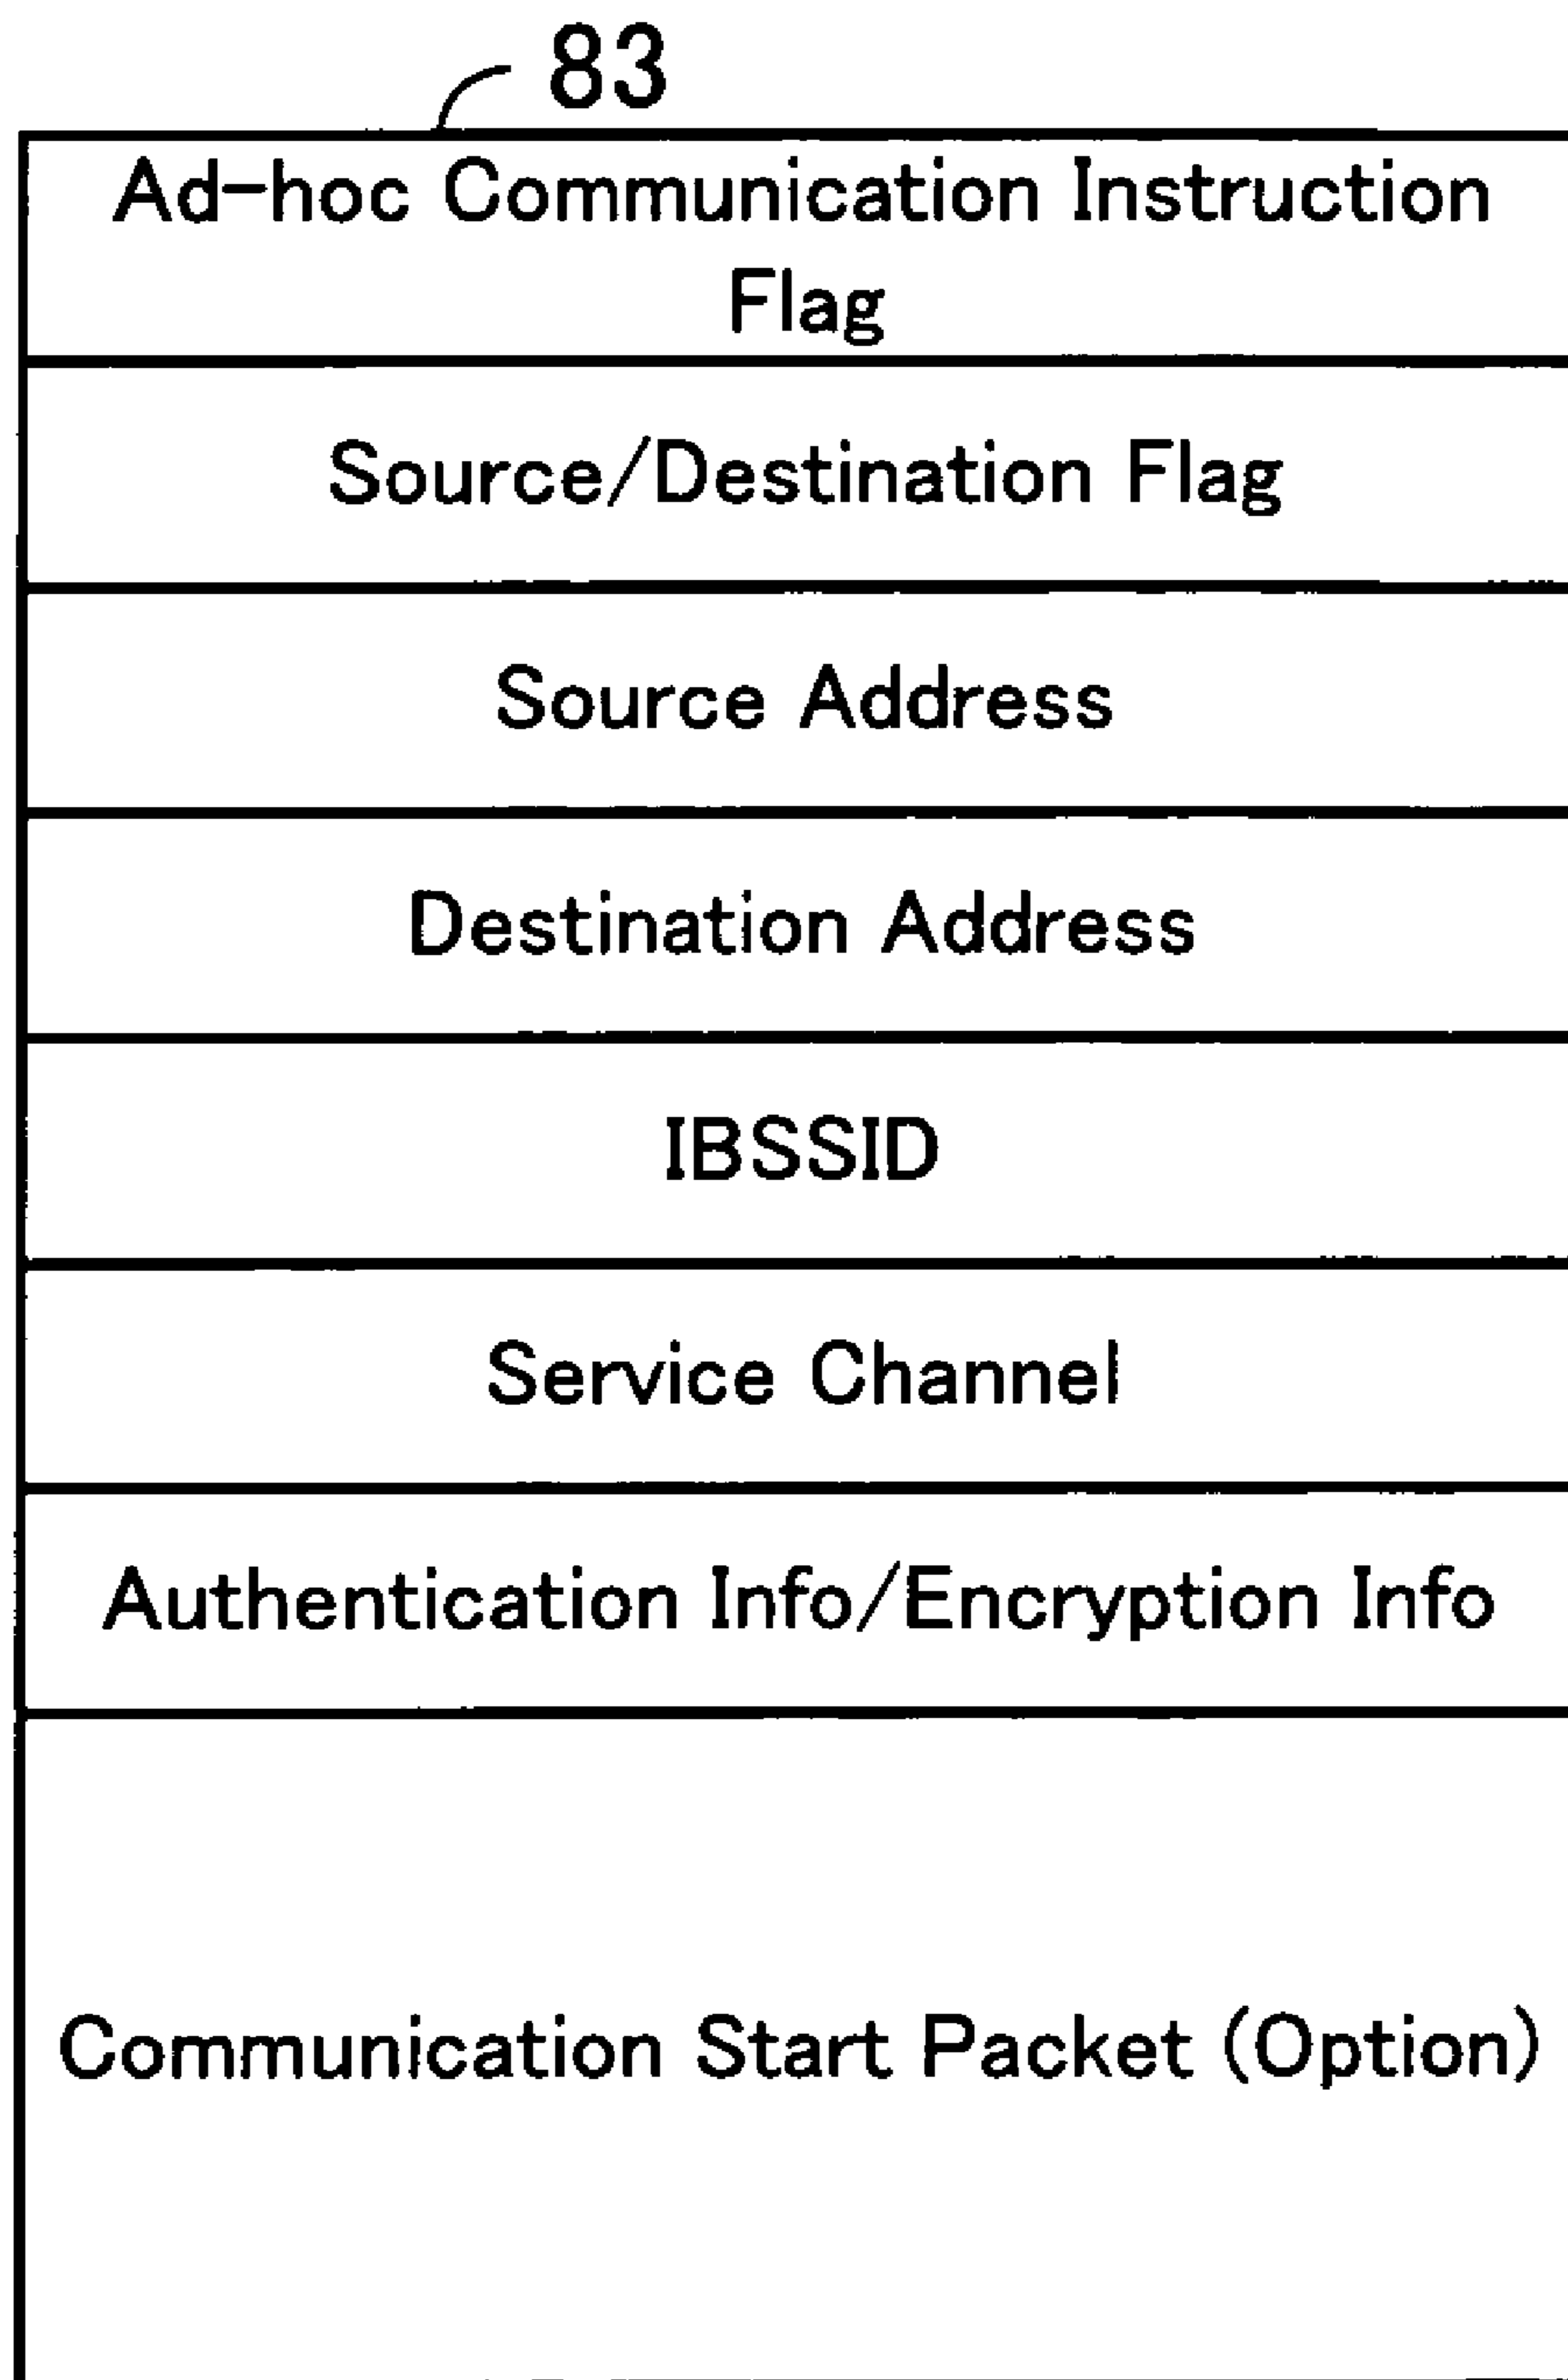 83
Ad-hoc Communication Instruction
Flag
Source/Destination Flag
Source Address
Destination Address
IBSSID
Service Channel
Authentication Info/Encryption Info
Communication Start Packet (Option)